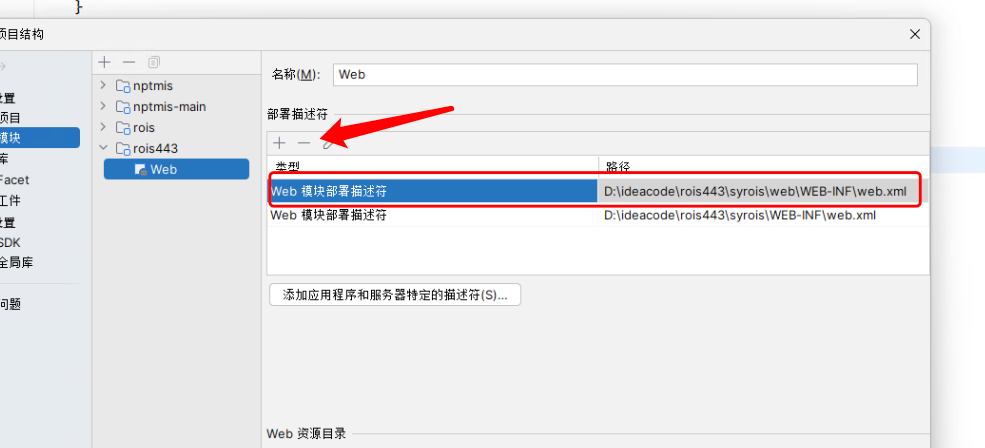 }
项目结构
名称(M): Web
nptmis
nptmis-main
rois
rois443
Web
设置
项目
模块
库
Facet
工件
设置
SDK
全局库
问题
部署描述符
类型 路径
Web 模块部署描述符 D:\ideacode\rois443\syrois\web\WEB-INF\web.xml
Web 模块部署描述符 D:\ideacode\rois443\syrois\WEB-INF\web.xml
添加应用程序和服务器特定的描述符(S)...
Web 资源目录